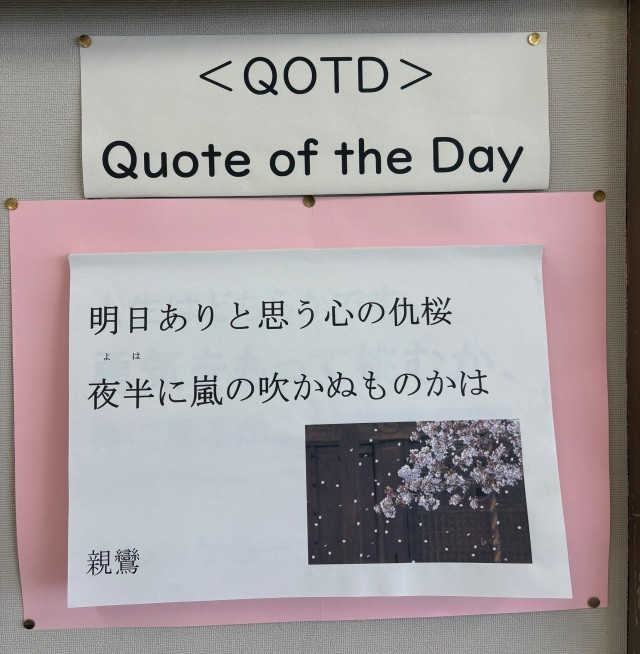 ＜QOTD＞
Quote of the Day
明日ありと思う心の仇桜
よは
夜半に嵐の吹かぬものかは
親鸞